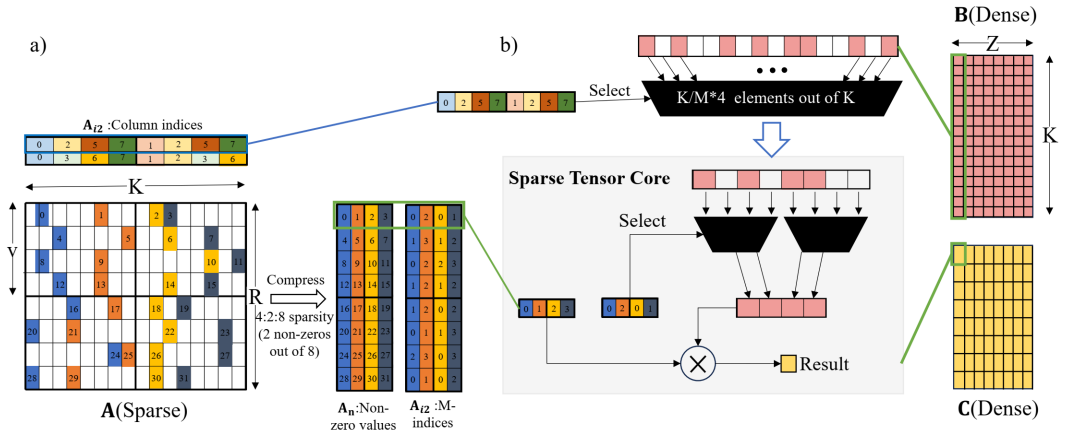 a)
b)
B(Dense)
Z
K
K/M*4 elements out of K
Select
0 2 5 7 1 2 5 7
A_i2 :Column indices
0 2 5 7 1 2 5 7
0 3 6 7 1 2 3 6
K
V
R
0 1 2 3
4 5 6 7
8 9 10 11
12 13 14 15
16 17 18 19
20 21 22 23
24 25 26 27
28 29 30 31
A(Sparse)
Compress
4:2:8 sparsity
(2 non-zeros
out of 8)
0 1 2 3
4 5 6 7
8 9 10 11
12 13 14 15
16 17 18 19
20 21 22 23
24 25 26 27
28 29 30 31
A_n:Non-
zero values
0 2 0 1
1 3 1 2
0 2 2 3
1 2 1 2
1 2 0 2
0 1 1 3
2 3 0 3
0 1 0 2
A_i2 :M-
indices
Sparse Tensor Core
Select
0 1 2 3
0 2 0 1
Result
C(Dense)